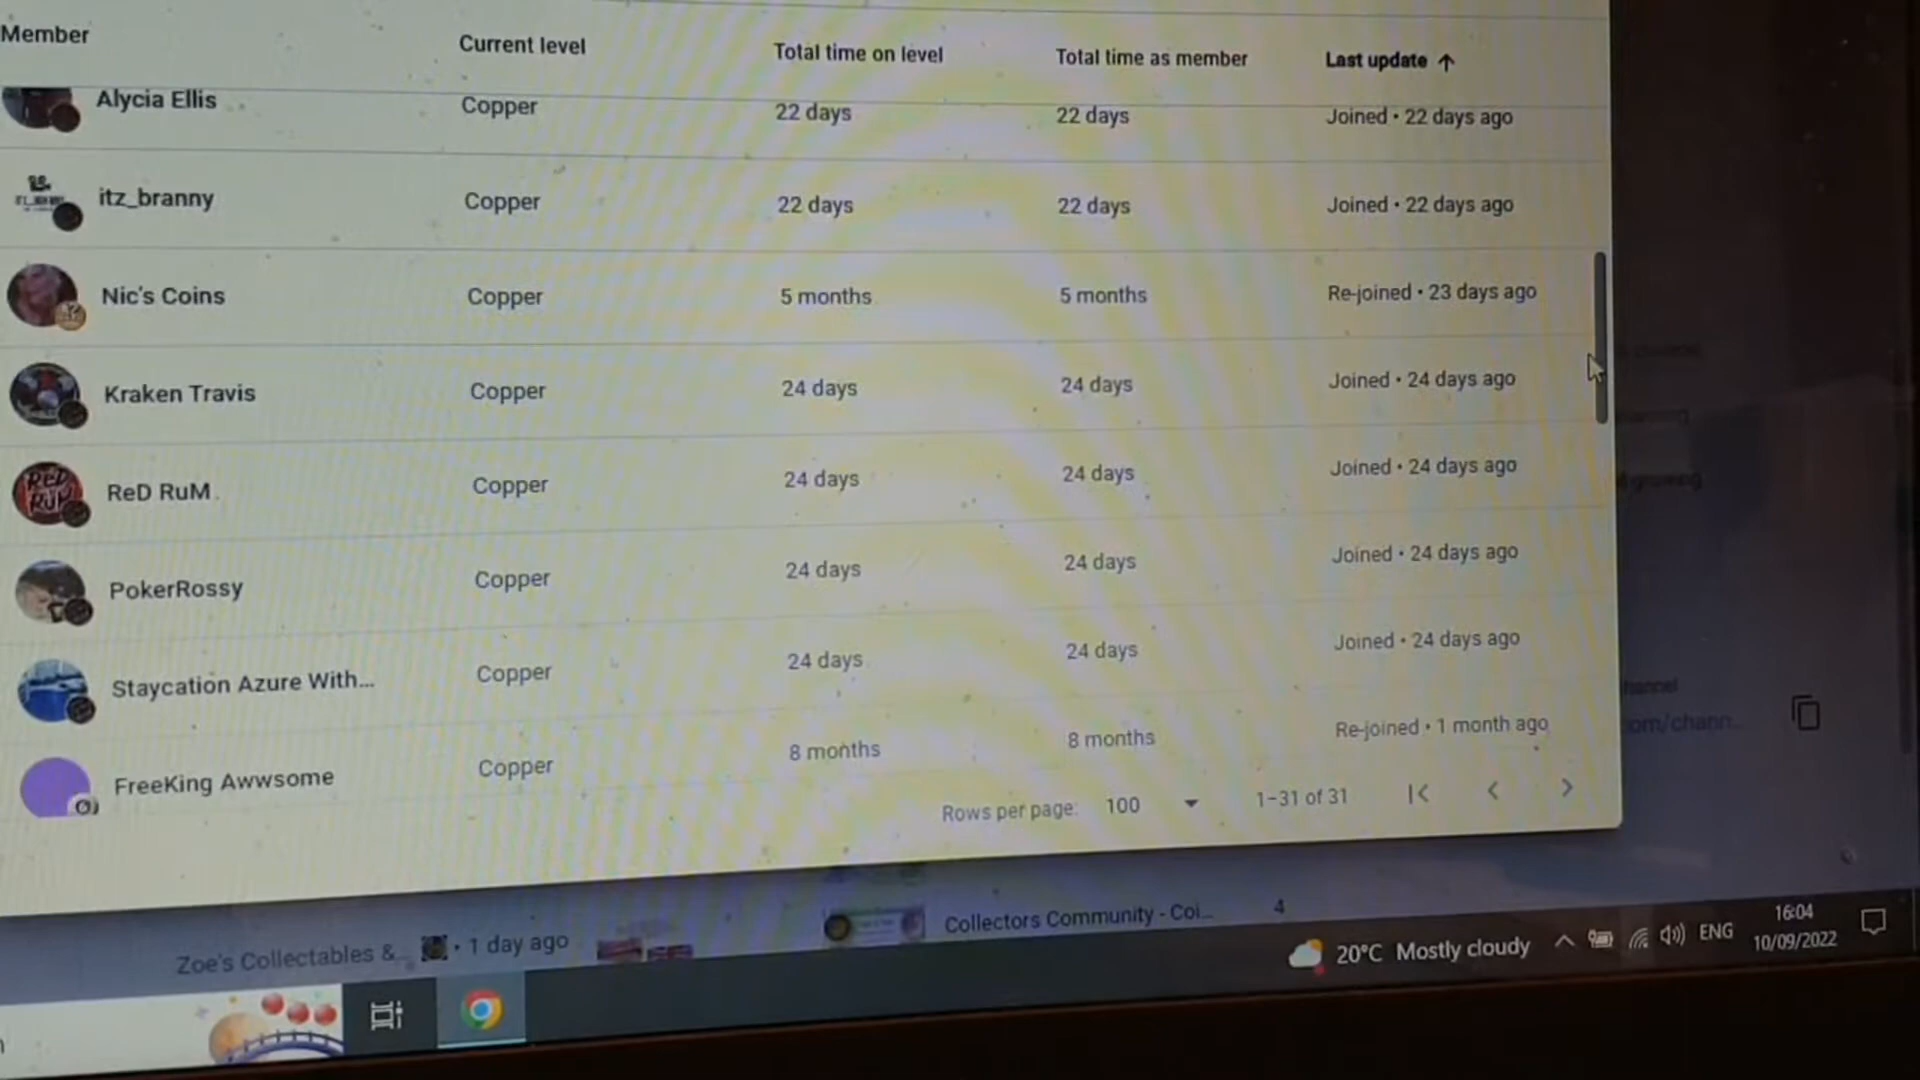 Member Current level Total time on level Total time as member Last update ↑
Alycia Ellis Copper 22 days 22 days Joined • 22 days ago
itz_branny Copper 22 days 22 days Joined • 22 days ago
Nic's Coins Copper 5 months 5 months Re-joined • 23 days ago
Kraken Travis Copper 24 days 24 days Joined • 24 days ago
ReD RuM Copper 24 days 24 days Joined • 24 days ago
PokerRossy Copper 24 days 24 days Joined • 24 days ago
Staycation Azure With... Copper 24 days 24 days Joined • 24 days ago
FreeKing Awwsome Copper 8 months 8 months Re-joined • 1 month ago
Rows per page: 100 1-31 of 31
Zoe's Collectables &... • 1 day ago
Collectors Community - Coi... 4
20°C Mostly cloudy ENG 16:04
10/09/2022
ReD
RuM